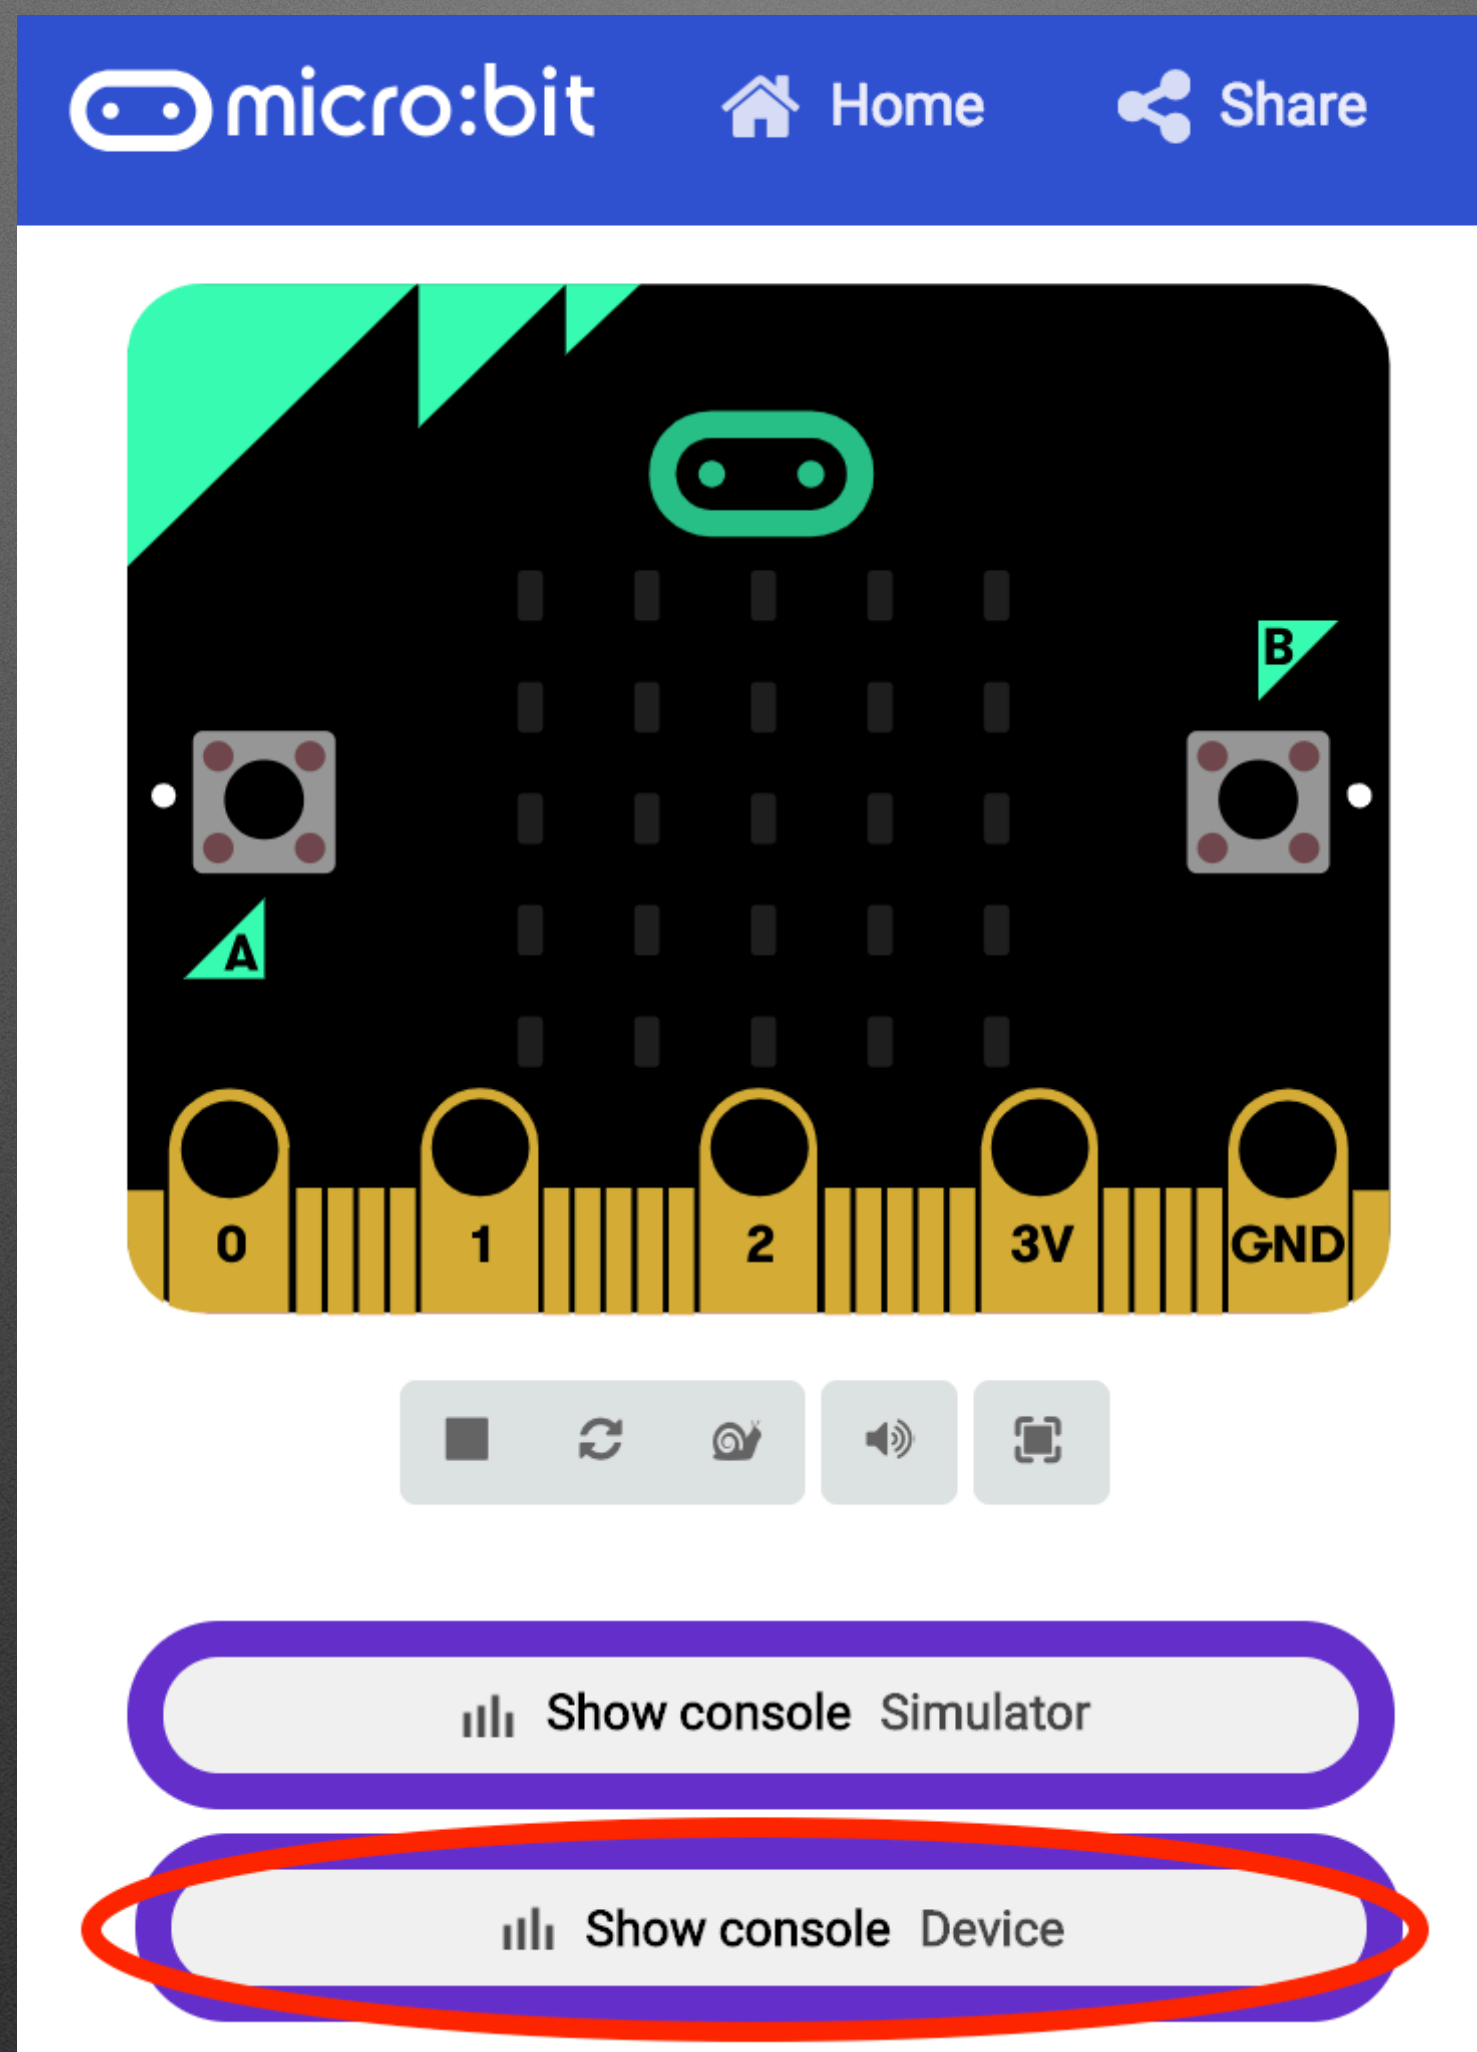 micro:bit Home Share
B
A
0 1 2 3V GND
Show console Simulator
Show console Device